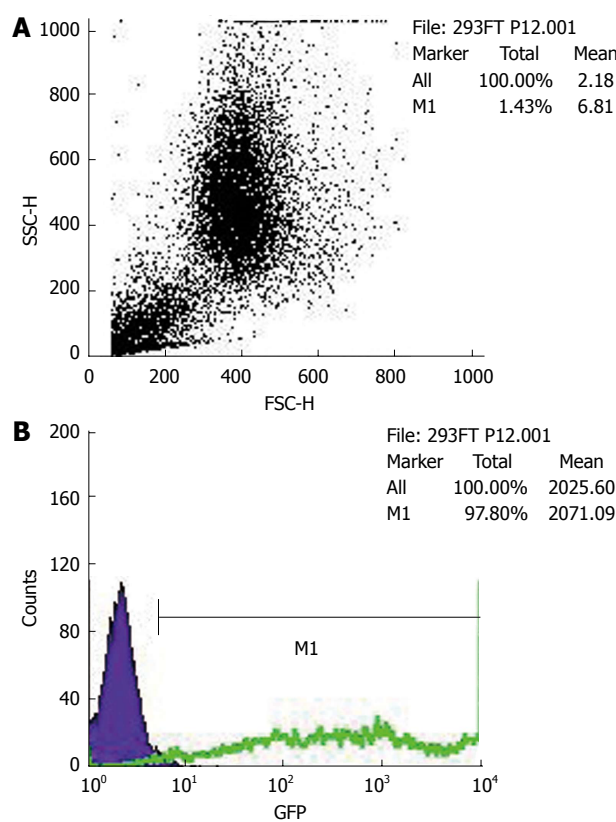 A
File: 293FT P12.001
Marker Total Mean
All 100.00% 2.18
M1 1.43% 6.81
1000
800
600
400
200
0
SSC-H
0 200 400 600 800 1000
FSC-H
B
File: 293FT P12.001
Marker Total Mean
All 100.00% 2025.60
M1 97.80% 2071.09
200
160
120
80
40
0
Counts
M1
10⁰ 10¹ 10² 10³ 10⁴
GFP